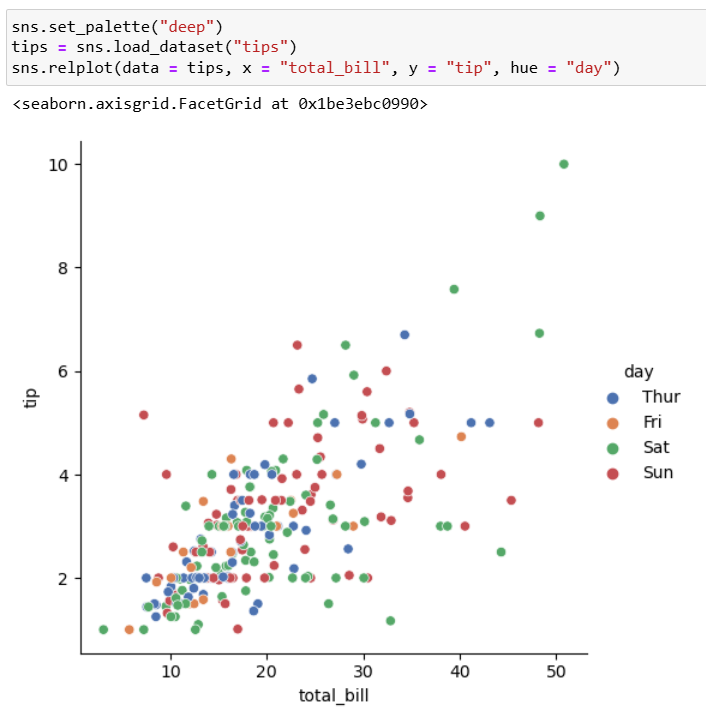 sns.set_palette("deep")
tips = sns.load_dataset("tips")
sns.relplot(data = tips, x = "total_bill", y = "tip", hue = "day")
<seaborn.axisgrid.FacetGrid at 0x1be3ebc0990>
10
8
6
4
2
tip
10
20
30
40
50
total_bill
day
Thur
Fri
Sat
Sun